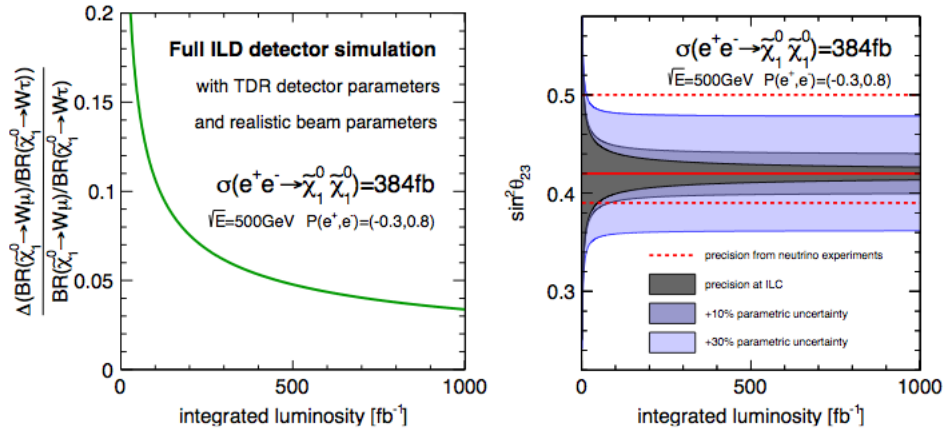 0.2
0.15
0.1
0.05
0
Δ(BR(χ̃₁⁰→Wμ)/BR(χ̃₁⁰→Wτ))
BR(χ̃₁⁰→Wμ)/BR(χ̃₁⁰→Wτ)
Full ILD detector simulation
with TDR detector parameters
and realistic beam parameters
σ(e⁺e⁻→χ̃₁⁰ χ̃₁⁰)=384fb
√E=500GeV P(e⁺,e⁻)=(-0.3,0.8)
0 500 1000
integrated luminosity [fb⁻¹]
sin²θ₂₃
0.5
0.4
0.3
σ(e⁺e⁻→χ̃₁⁰ χ̃₁⁰)=384fb
√E=500GeV P(e⁺,e⁻)=(-0.3,0.8)
precision from neutrino experiments
precision at ILC
+10% parametric uncertainty
+30% parametric uncertainty
0 500 1000
integrated luminosity [fb⁻¹]